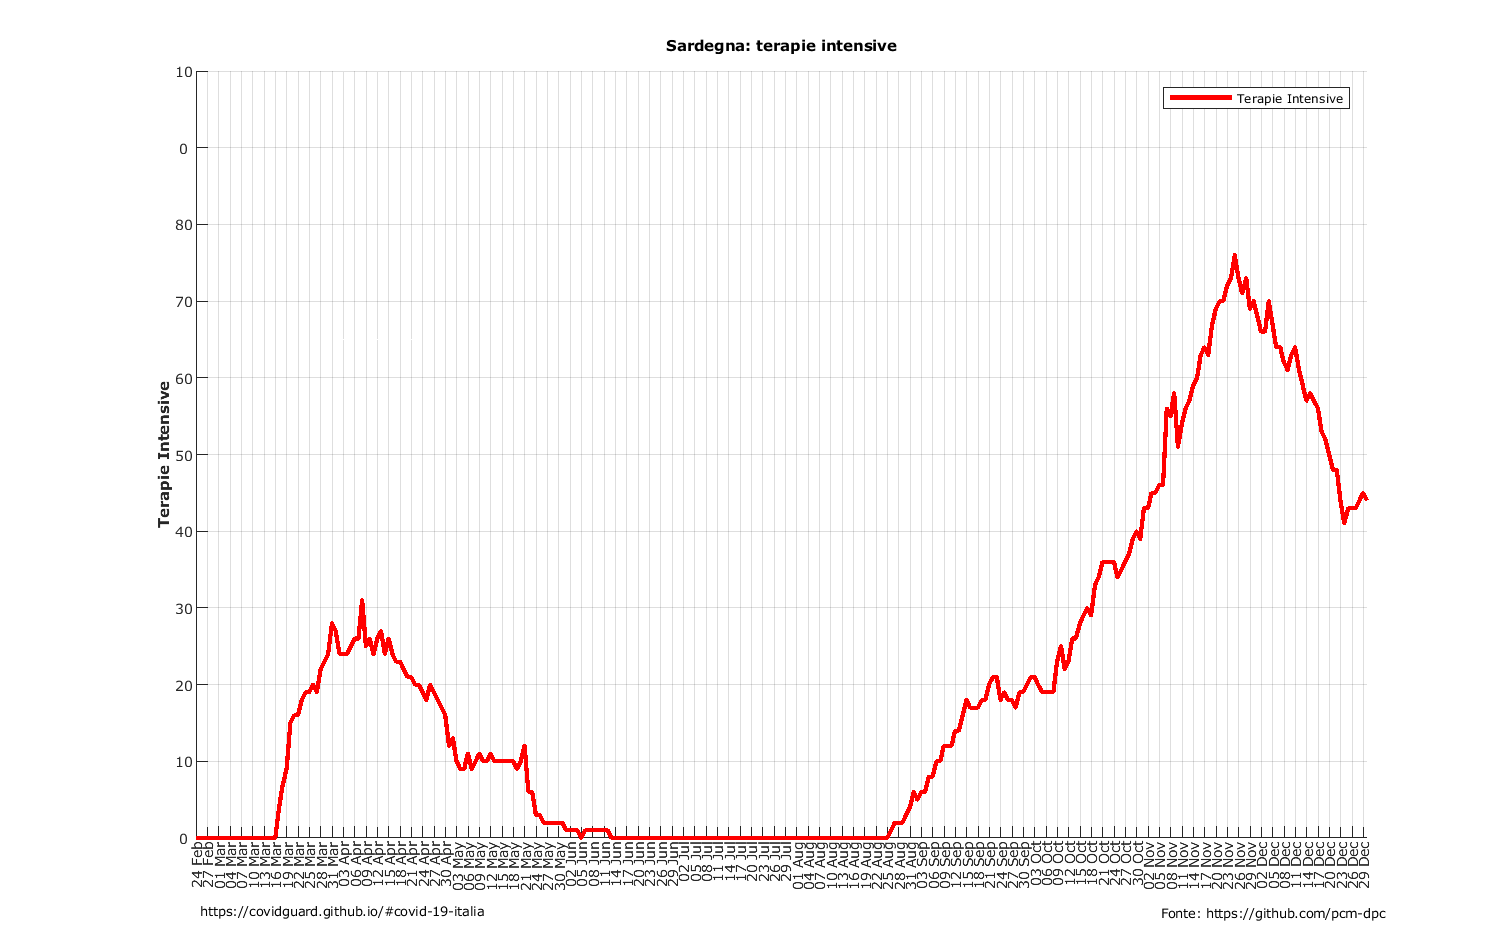 Sardegna: terapie intensive
Terapie Intensive
10
0
80
70
60
50
40
30
20
10
0
Terapie Intensive
24 Feb
27 Feb
01 Mar
04 Mar
07 Mar
10 Mar
13 Mar
16 Mar
19 Mar
22 Mar
25 Mar
28 Mar
31 Mar
03 Apr
06 Apr
09 Apr
12 Apr
15 Apr
18 Apr
21 Apr
24 Apr
27 Apr
30 Apr
03 May
06 May
09 May
12 May
15 May
18 May
21 May
24 May
27 May
30 May
02 Jun
05 Jun
08 Jun
11 Jun
14 Jun
17 Jun
20 Jun
23 Jun
26 Jun
29 Jun
02 Jul
05 Jul
08 Jul
11 Jul
14 Jul
17 Jul
20 Jul
23 Jul
26 Jul
29 Jul
01 Aug
04 Aug
07 Aug
10 Aug
13 Aug
16 Aug
19 Aug
22 Aug
25 Aug
28 Aug
31 Aug
03 Sep
06 Sep
09 Sep
12 Sep
15 Sep
18 Sep
21 Sep
24 Sep
27 Sep
30 Sep
03 Oct
06 Oct
09 Oct
12 Oct
15 Oct
18 Oct
21 Oct
24 Oct
27 Oct
30 Oct
02 Nov
05 Nov
08 Nov
11 Nov
14 Nov
17 Nov
20 Nov
23 Nov
26 Nov
29 Nov
02 Dec
05 Dec
08 Dec
11 Dec
14 Dec
17 Dec
20 Dec
23 Dec
26 Dec
29 Dec
https://covidguard.github.io/#covid-19-italia
Fonte: https://github.com/pcm-dpc